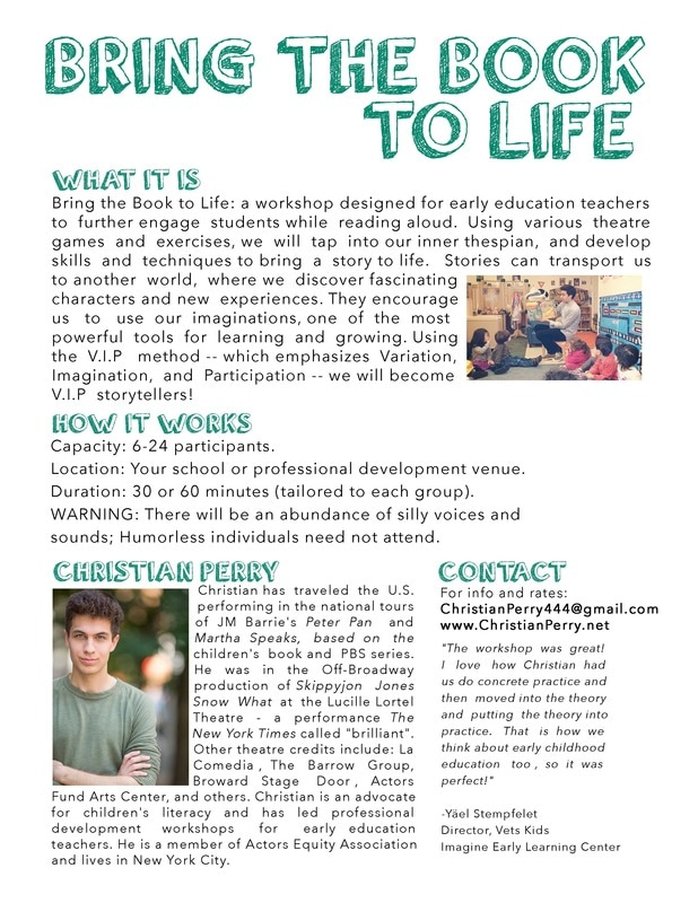 BRING THE BOOK
TO LIFE
WHAT IT IS
Bring the Book to Life: a workshop designed for early education teachers
to further engage students while reading aloud. Using various theatre
games and exercises, we will tap into our inner thespian, and develop
skills and techniques to bring a story to life. Stories can transport us
to another world, where we discover fascinating
characters and new experiences. They encourage
us to use our imaginations, one of the most
powerful tools for learning and growing. Using
the V.I.P method -- which emphasizes Variation,
Imagination, and Participation -- we will become
V.I.P storytellers!
HOW IT WORKS
Capacity: 6-24 participants.
Location: Your school or professional development venue.
Duration: 30 or 60 minutes (tailored to each group).
WARNING: There will be an abundance of silly voices and
sounds; Humorless individuals need not attend.
CHRISTIAN PERRY
Christian has traveled the U.S.
performing in the national tours
of JM Barrie's Peter Pan and
Martha Speaks, based on the
children's book and PBS series.
He was in the Off-Broadway
production of Skippyjon Jones
Snow What at the Lucille Lortel
Theatre - a performance The
New York Times called "brilliant".
Other theatre credits include: La
Comedia , The Barrow Group,
Broward Stage Door , Actors
Fund Arts Center, and others. Christian is an advocate
for children's literacy and has led professional
development workshops for early education
teachers. He is a member of Actors Equity Association
and lives in New York City.
CONTACT
For info and rates:
ChristianPerry444@gmail.com
www.ChristianPerry.net
"The workshop was great!
I love how Christian had
us do concrete practice and
then moved into the theory
and putting the theory into
practice. That is how we
think about early childhood
education too , so it was
perfect!"
-Yäel Stempfelet
Director, Vets Kids
Imagine Early Learning Center